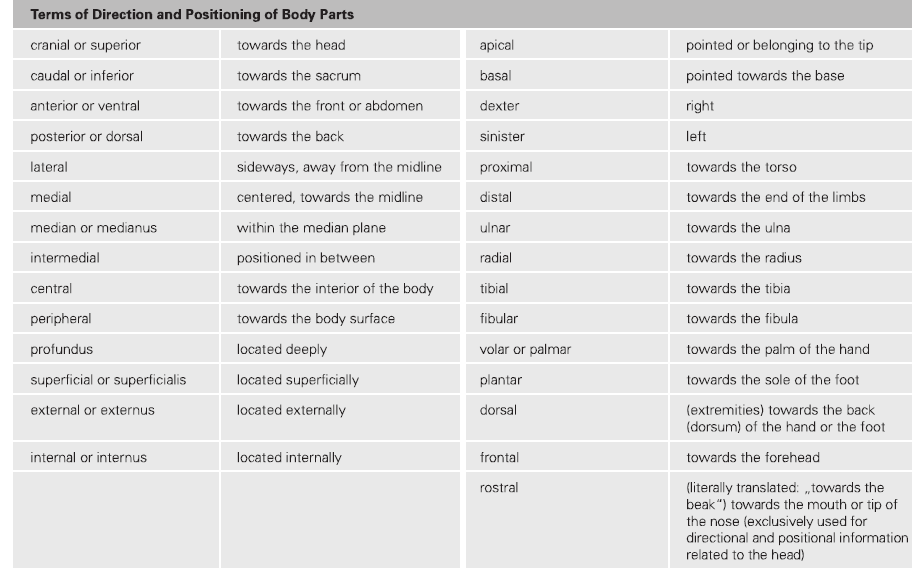 Terms of Direction and Positioning of Body Parts
cranial or superior towards the head
caudal or inferior towards the sacrum
anterior or ventral towards the front or abdomen
posterior or dorsal towards the back
lateral sideways, away from the midline
medial centered, towards the midline
median or medianus within the median plane
intermedial positioned in between
central towards the interior of the body
peripheral towards the body surface
profundus located deeply
superficial or superficialis located superficially
external or externus located externally
internal or internus located internally
apical pointed or belonging to the tip
basal pointed towards the base
dexter right
sinister left
proximal towards the torso
distal towards the end of the limbs
ulnar towards the ulna
radial towards the radius
tibial towards the tibia
fibular towards the fibula
volar or palmar towards the palm of the hand
plantar towards the sole of the foot
dorsal (extremities) towards the back
(dorsum) of the hand or the foot
frontal towards the forehead
rostral (literally translated: „towards the
beak“) towards the mouth or tip of
the nose (exclusively used for
directional and positional information
related to the head)